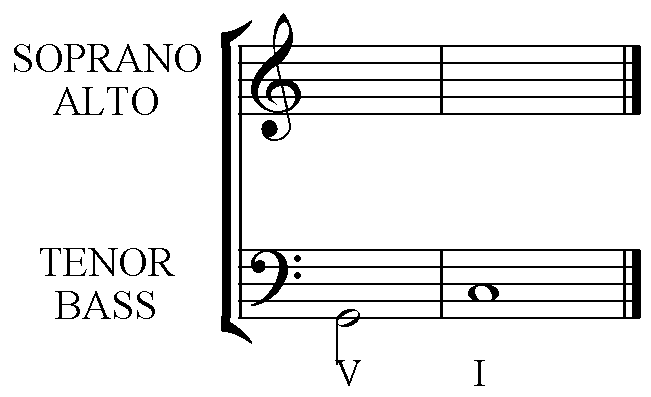 SOPRANO
ALTO
TENOR
BASS
V I